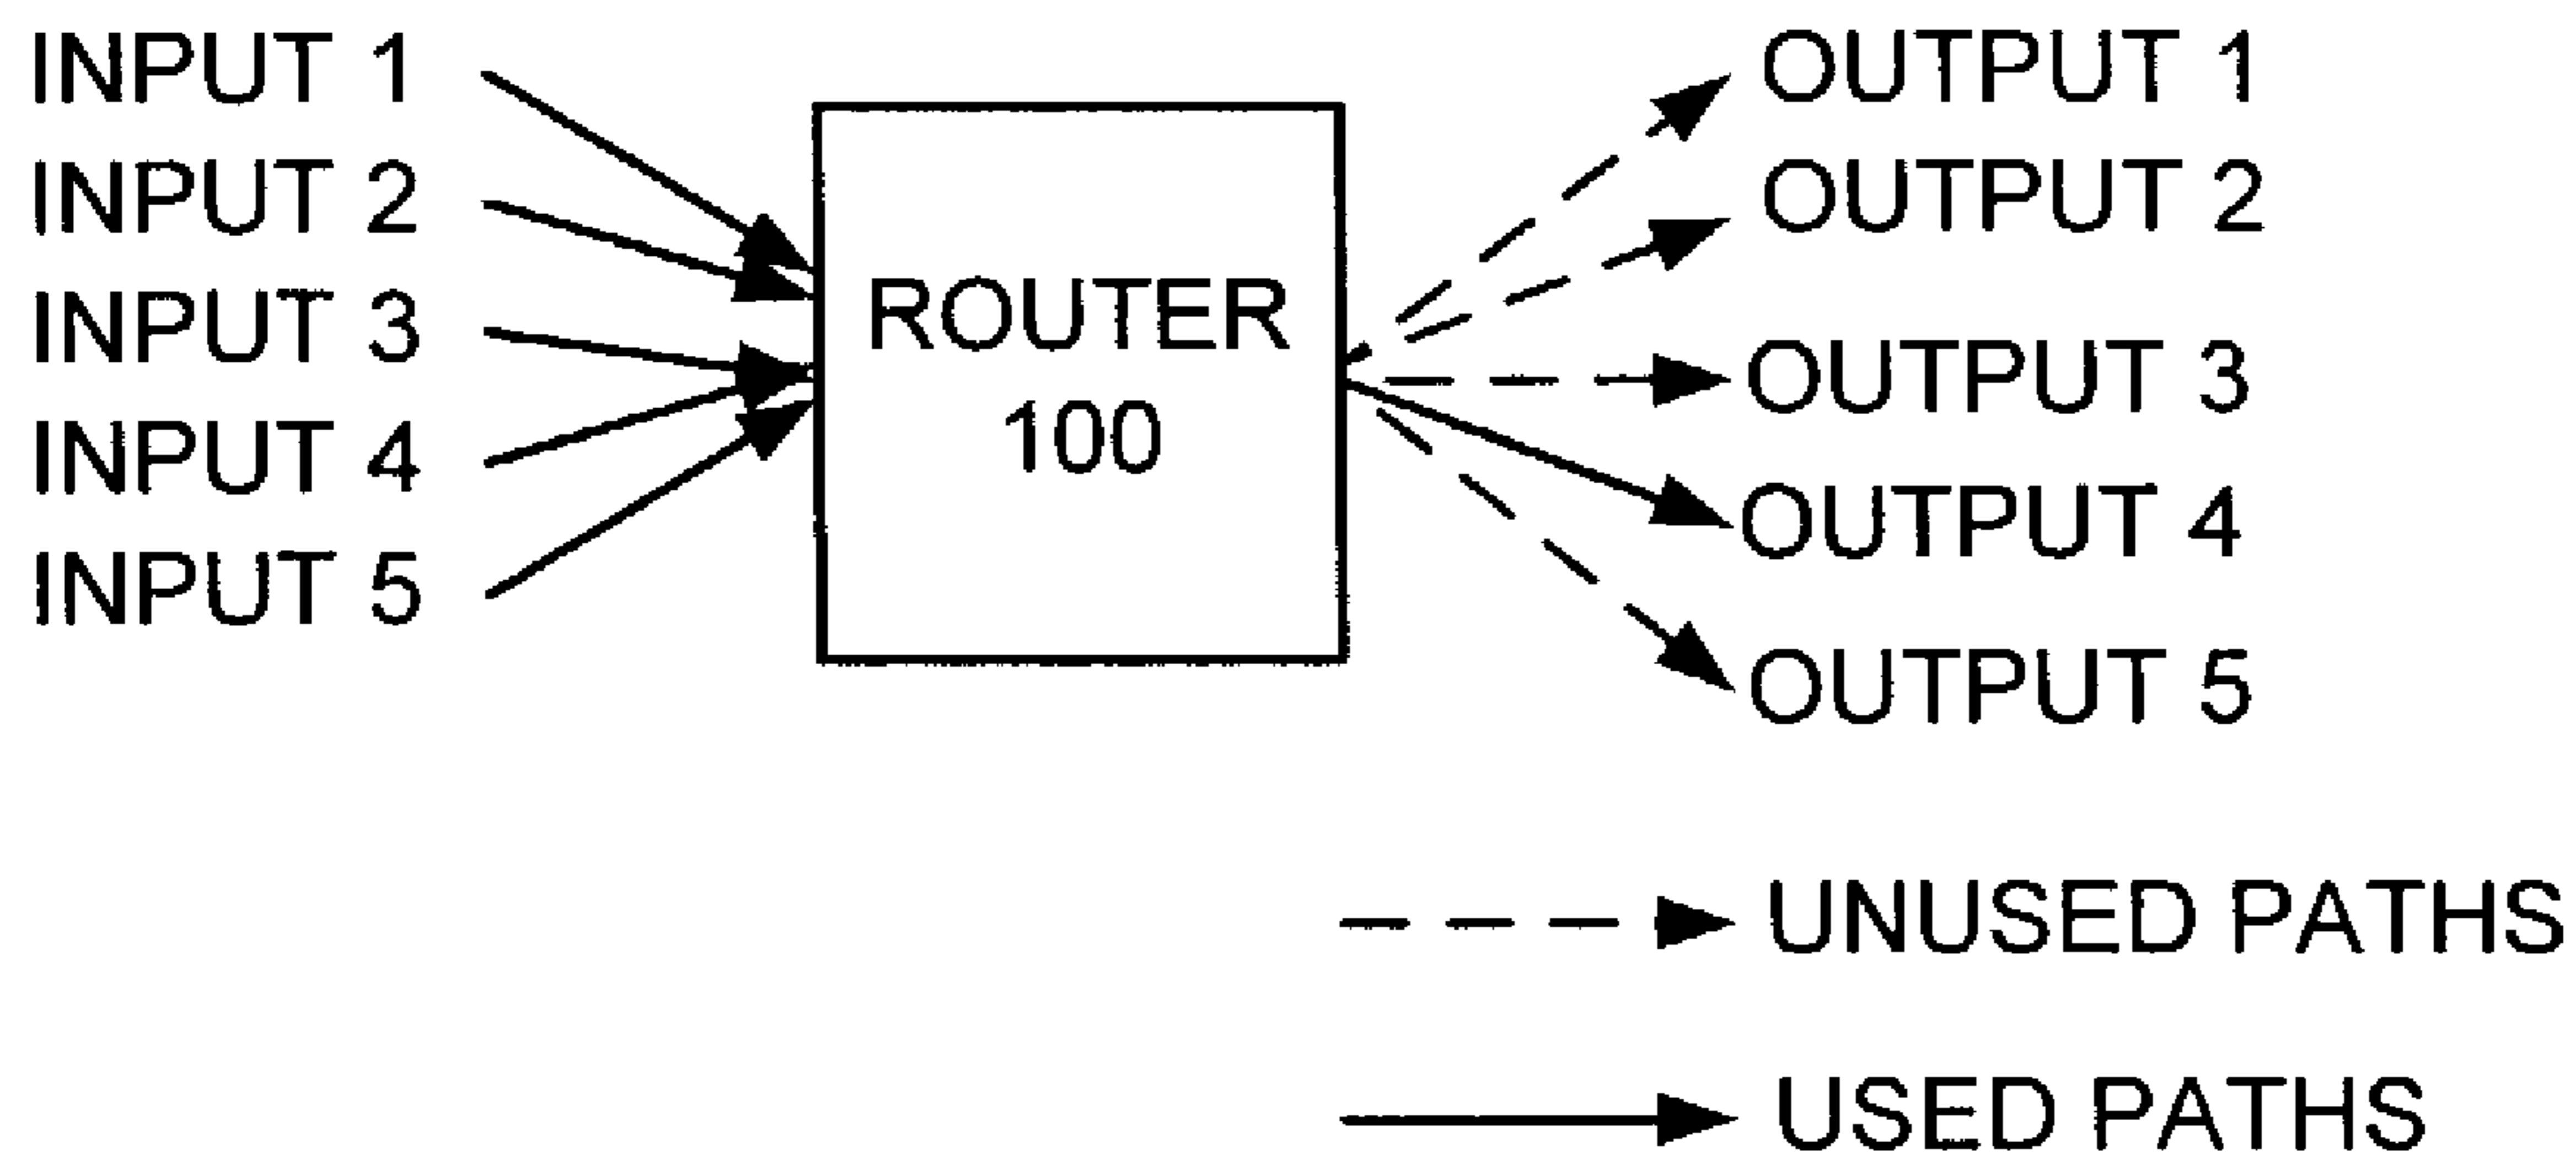 INPUT 1
INPUT 2
INPUT 3
INPUT 4
INPUT 5
ROUTER
100
OUTPUT 1
OUTPUT 2
OUTPUT 3
OUTPUT 4
OUTPUT 5
UNUSED PATHS
USED PATHS